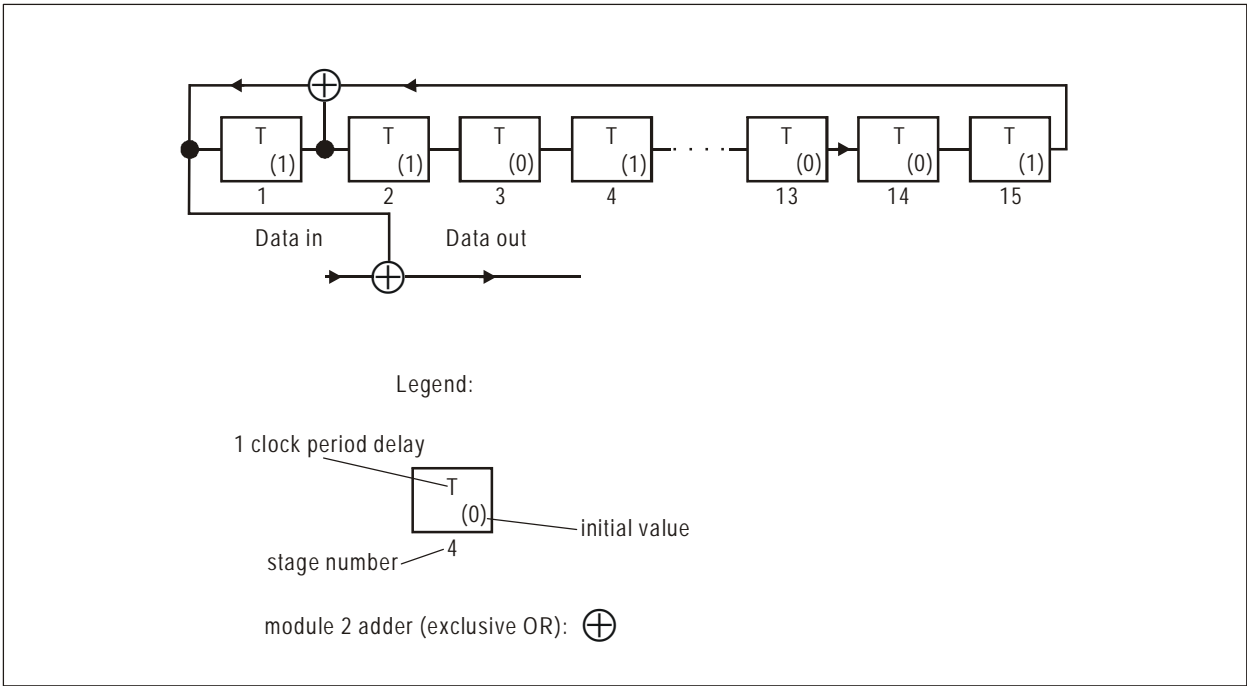 T T T T T T T
(1) (1) (0) (1) (0) (0) (1)
1 2 3 4 13 14 15
Data in Data out
Legend:
1 clock period delay
T
(0)
initial value
4
stage number
module 2 adder (exclusive OR):